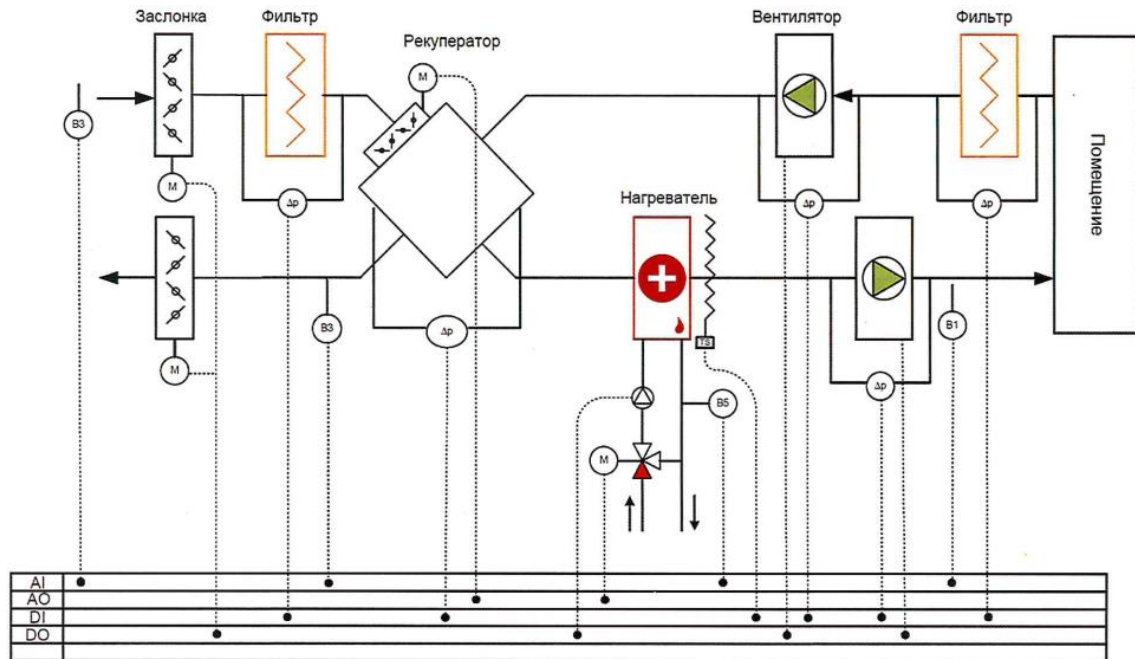 Заслонка
Фильтр
Рекуператор
Вентилятор
Фильтр
M
B3
M
Δp
Δp
Δp
Помещение
Нагреватель
B3
Δp
TS
B1
M
Δp
B5
M
AI
AO
DI
DO